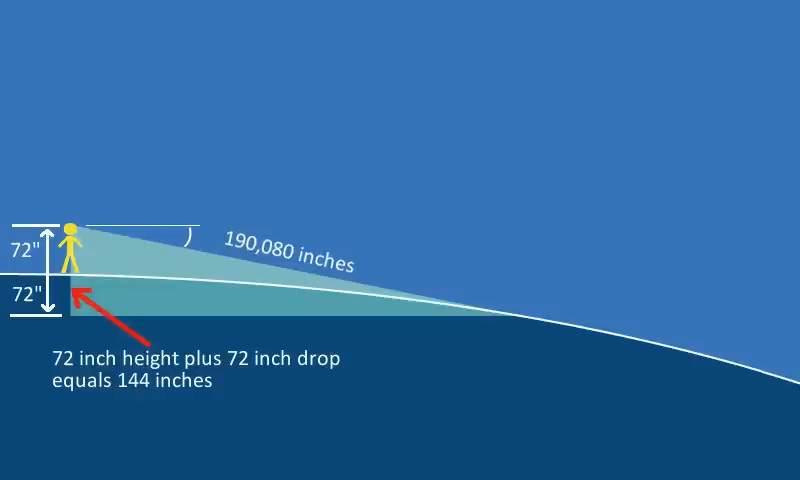 190,080 inches
72"
72"
72 inch height plus 72 inch drop
equals 144 inches